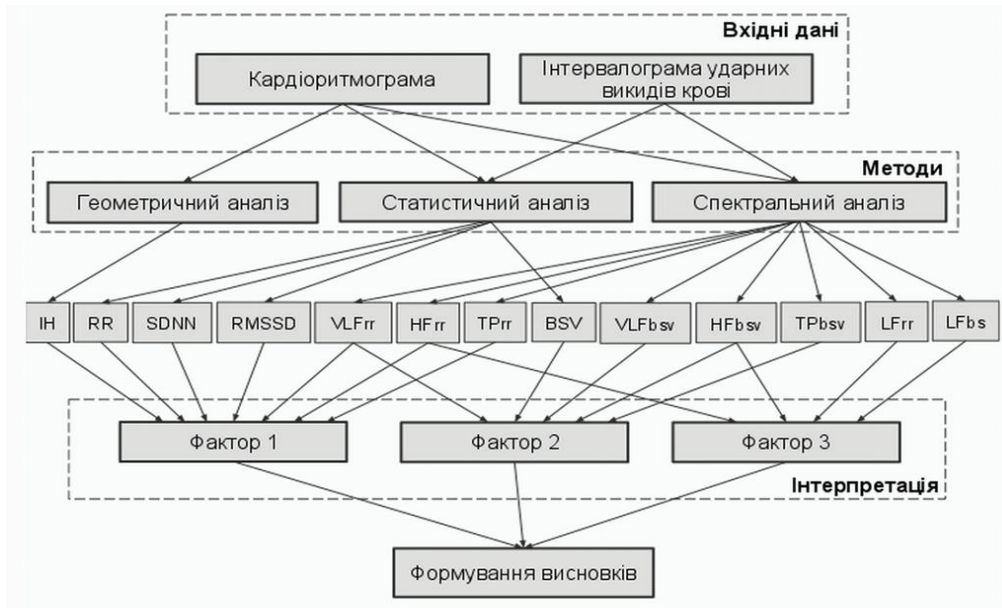 Вхідні дані
Кардіоритмограма
Інтервалограма ударних
викидів крові
Методи
Геометричний аналіз
Статистичний аналіз
Спектральний аналіз
ІН
RR
SDNN
RMSSD
VLFrr
HFrr
TPrr
BSV
VLFbsv
HFbsv
TPbsv
LFrr
LFbs
Фактор 1
Фактор 2
Фактор 3
Інтерпретація
Формування висновків